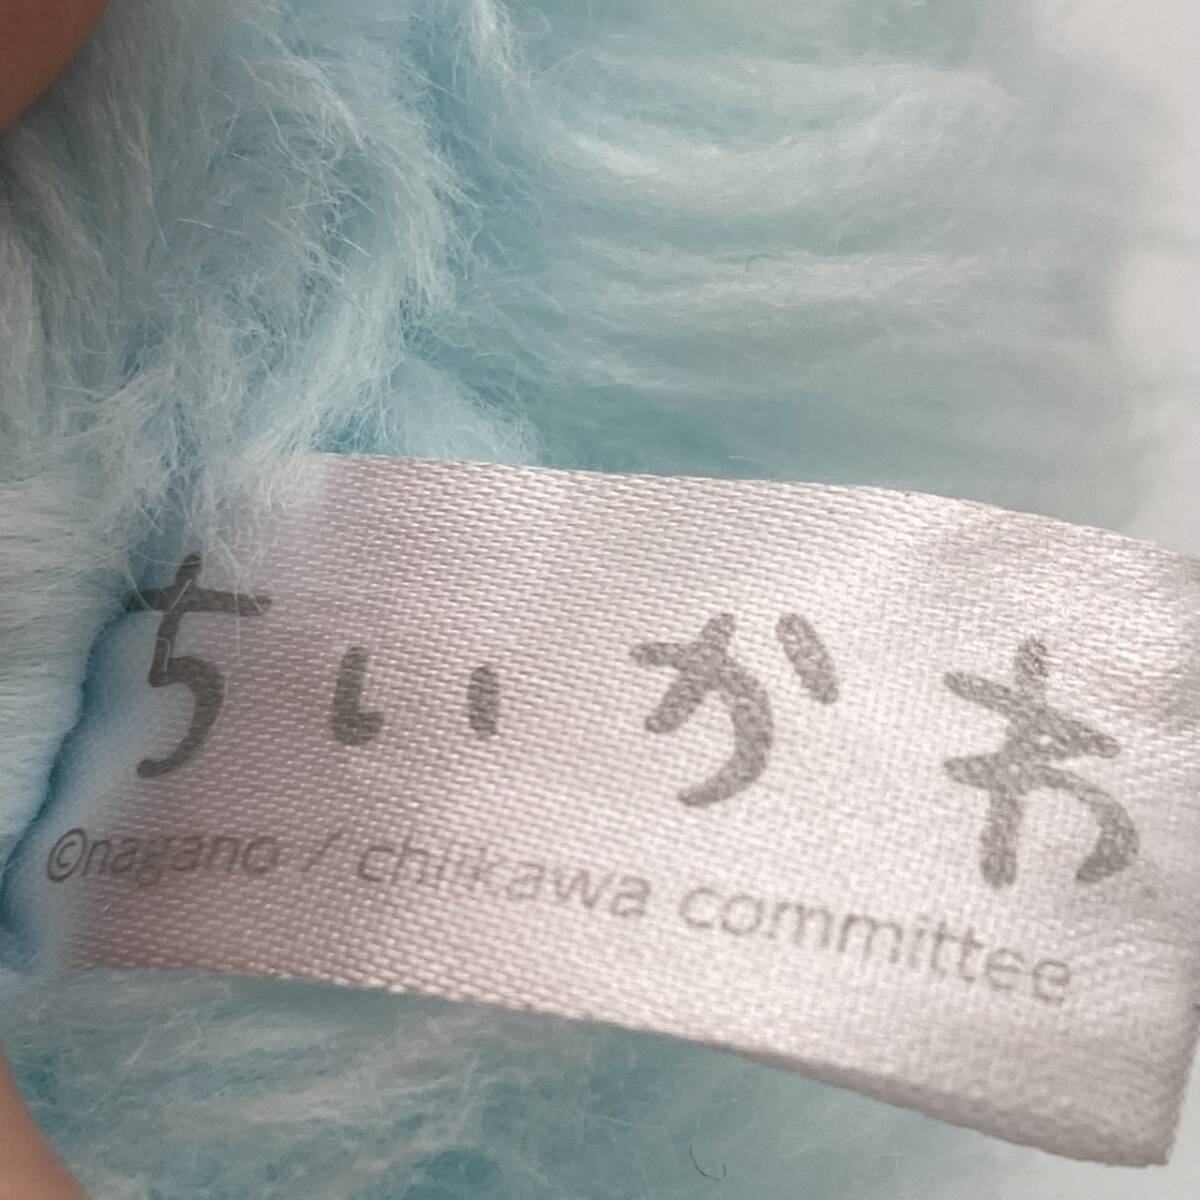 ちいかわ
©nagano / chiikawa committee